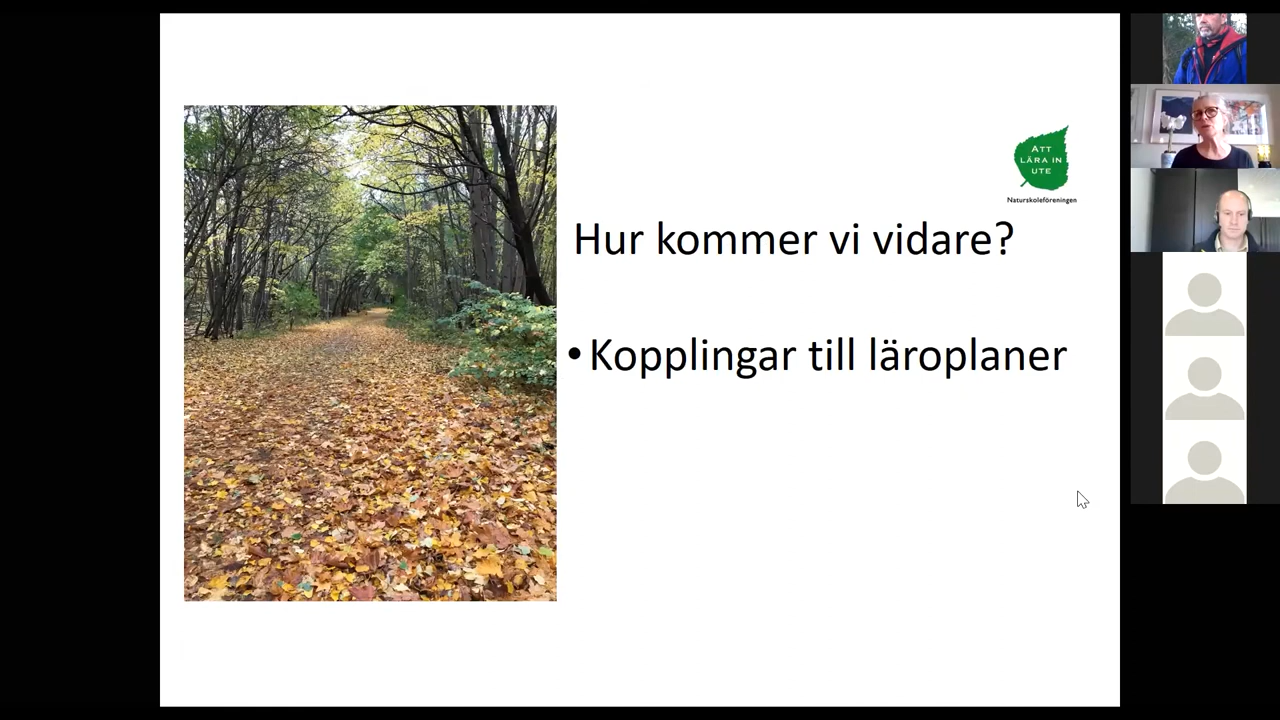 ATT
LÄRA IN
UTE
Naturskoleföreningen
Hur kommer vi vidare?
• Kopplingar till läroplaner